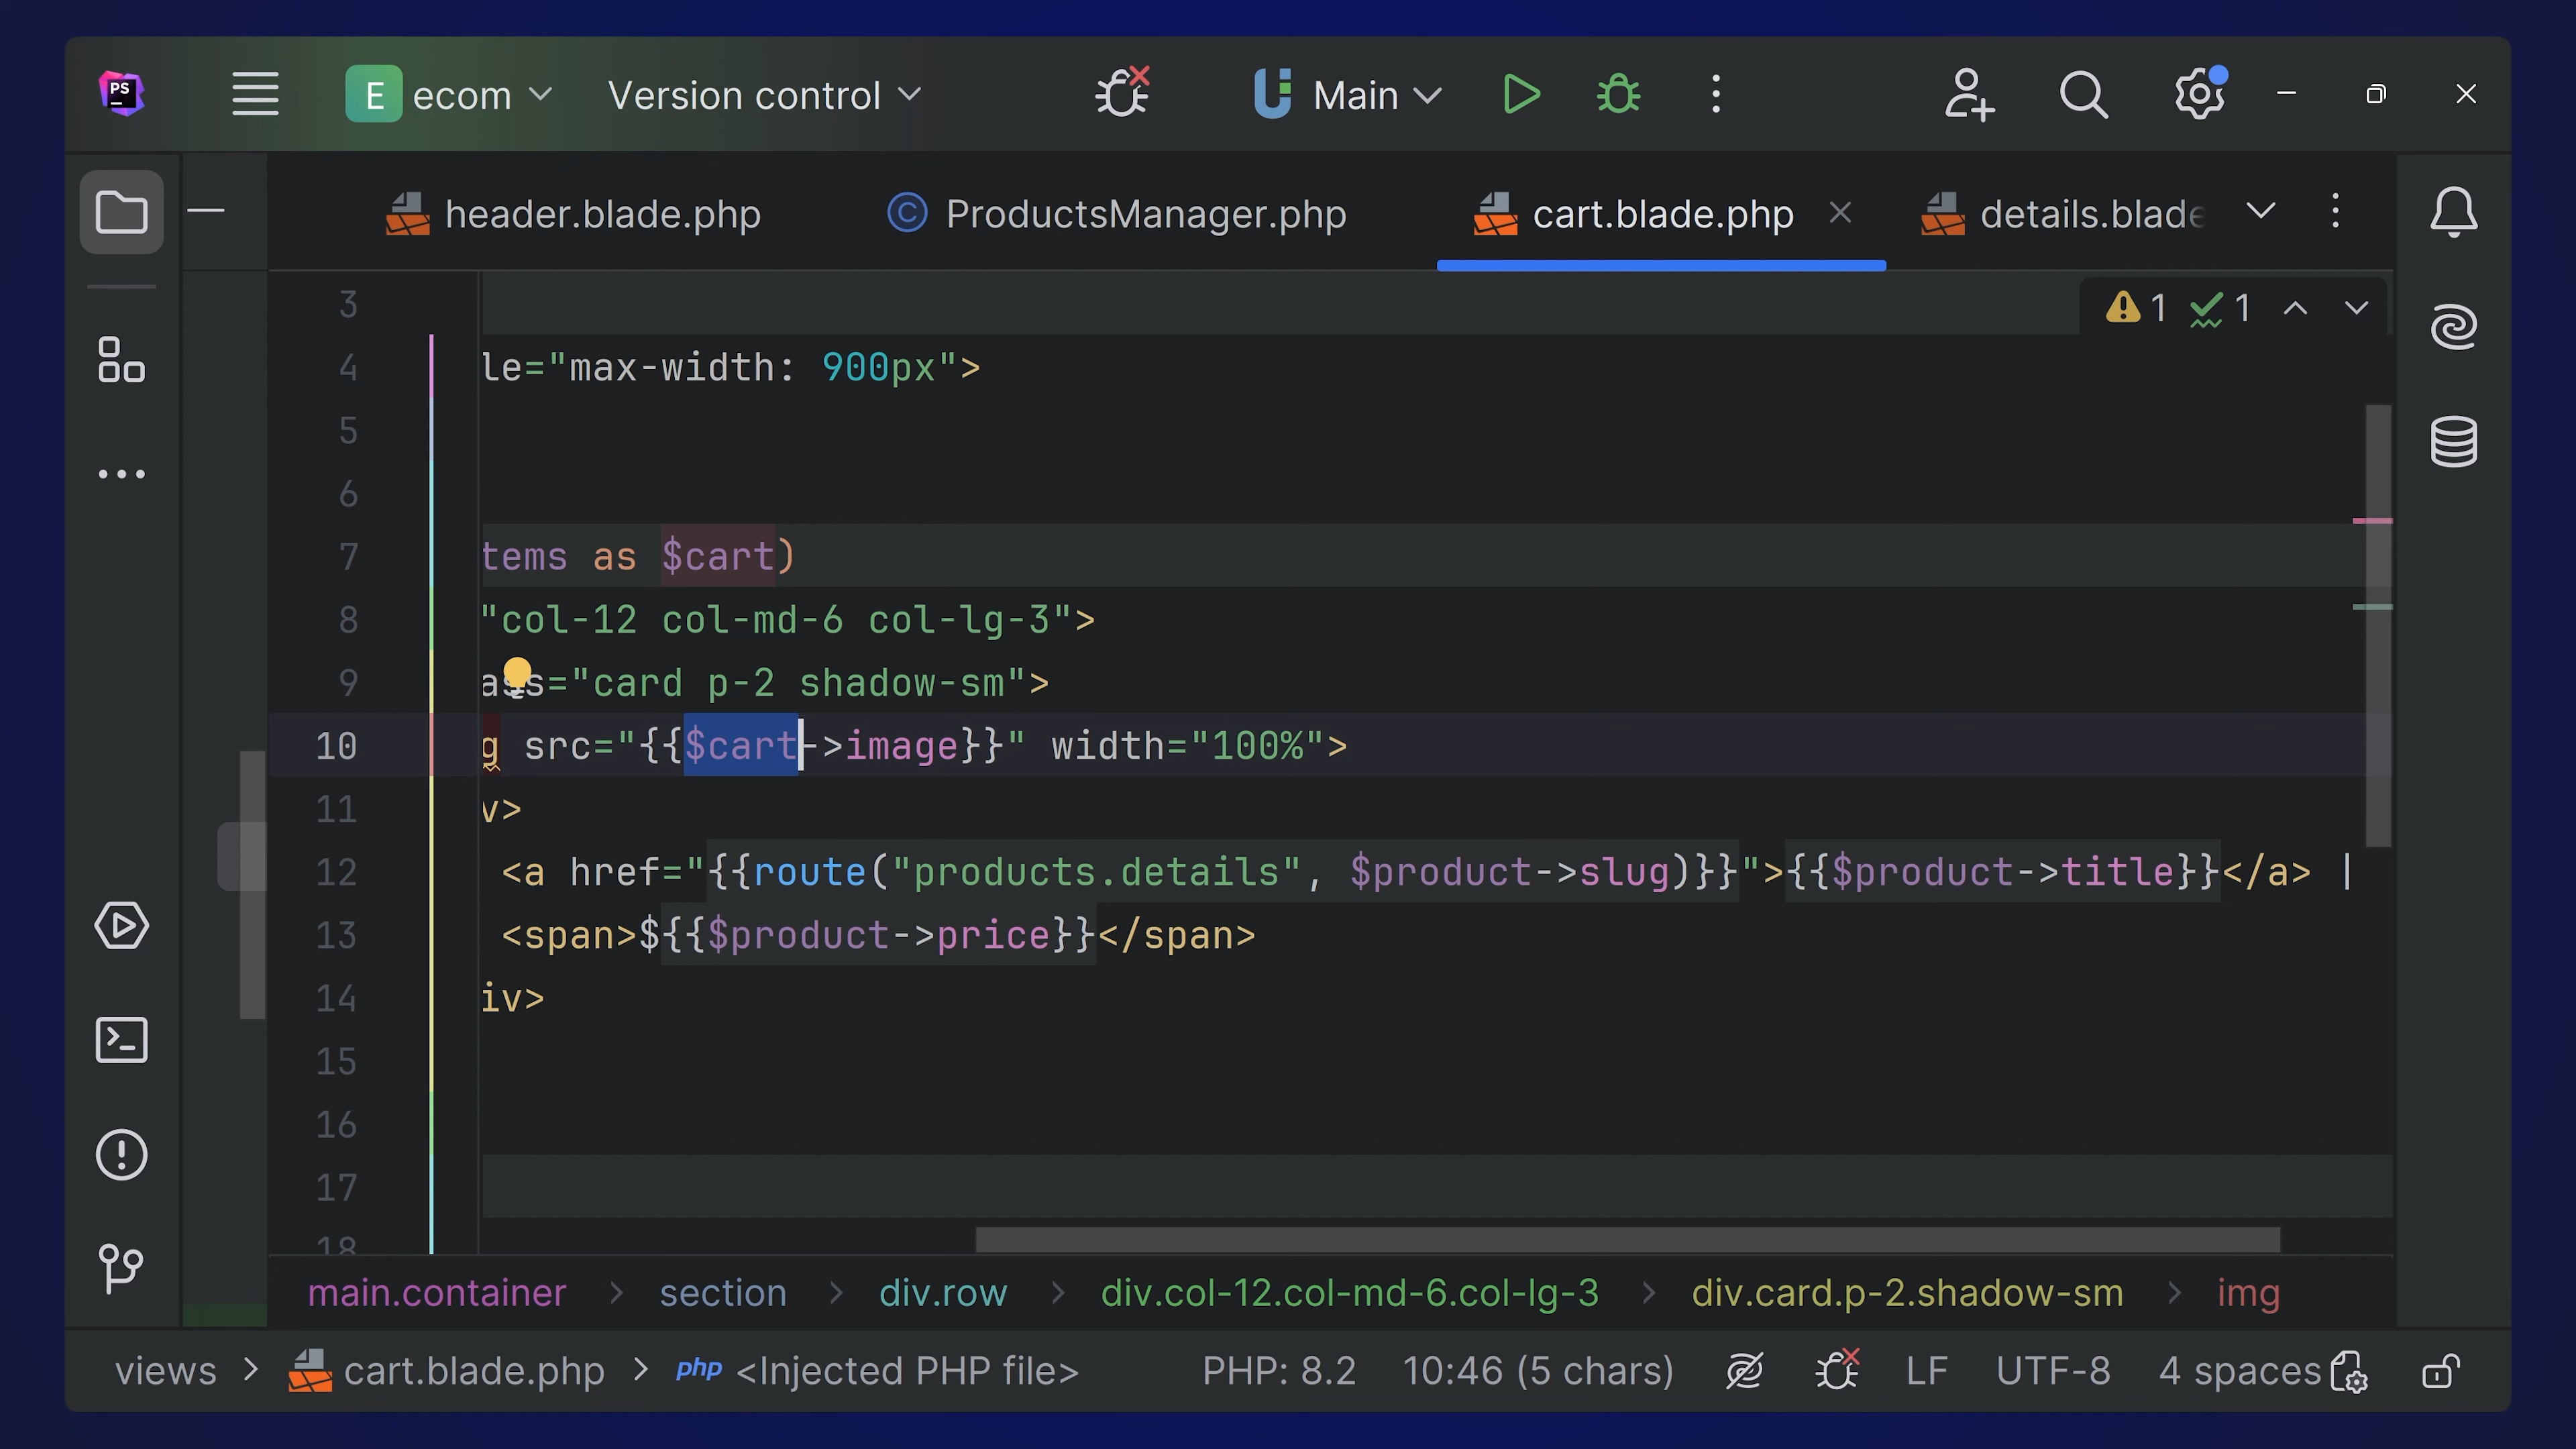 PS
E ecom Version control Main
header.blade.php ProductsManager.php cart.blade.php details.blade
3
1 1
4 le="max-width: 900px">
5
6
7 tems as $cart)
8 "col-12 col-md-6 col-lg-3">
9 ass="card p-2 shadow-sm">
10 g src="{{$cart->image}}" width="100%">
11 v>
12 <a href="{{route("products.details", $product->slug)}}">{{$product->title}}</a> |
13 <span>${{$product->price}}</span>
14 iv>
15
16
17
18
main.container > section > div.row > div.col-12.col-md-6.col-lg-3 > div.card.p-2.shadow-sm > img
views > cart.blade.php > php <Injected PHP file> PHP: 8.2 10:46 (5 chars) LF UTF-8 4 spaces